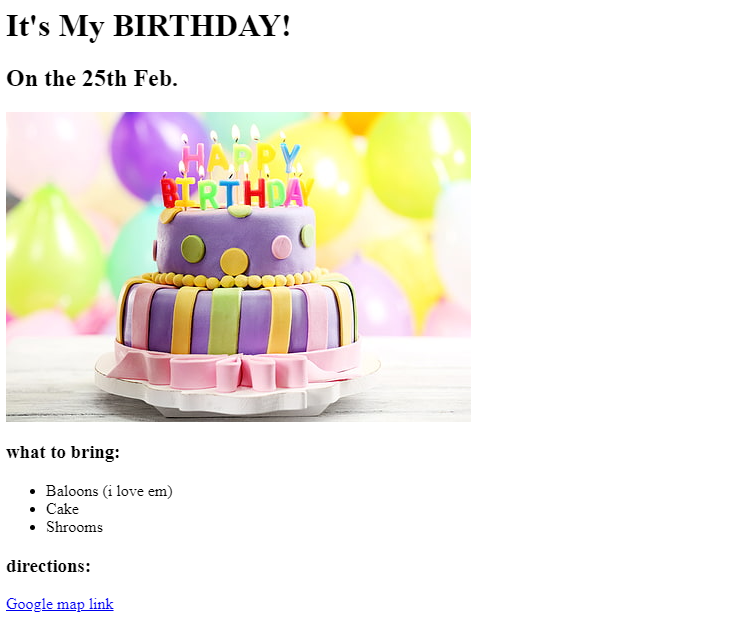 It's My BIRTHDAY!
On the 25th Feb.
HAPPY
BIRTHDAY
what to bring:
Baloons (i love em)
Cake
Shrooms
directions:
Google map link